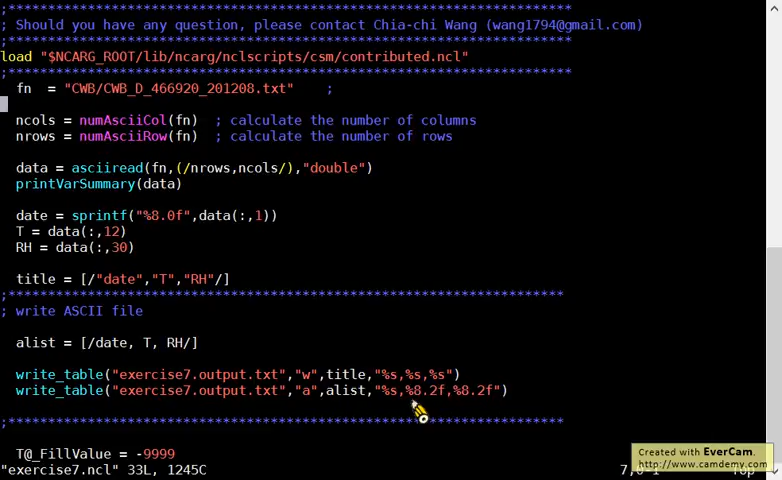 ;***********************************************************************
; Should you have any question, please contact Chia-chi Wang (wang1794@gmail.com)
;***********************************************************************
load "$NCARG_ROOT/lib/ncarg/nclscripts/csm/contributed.ncl"
;***********************************************************************
fn = "CWB/CWB_D_466920_201208.txt" ;
ncols = numAsciiCol(fn) ; calculate the number of columns
nrows = numAsciiRow(fn) ; calculate the number of rows
data = asciiread(fn,(/nrows,ncols/),"double")
printVarSummary(data)
date = sprintf("%8.0f",data(:,1))
T = data(:,12)
RH = data(:,30)
title = [/"date","T","RH"/]
;**********************************************************************
; write ASCII file
alist = [/date, T, RH/]
write_table("exercise7.output.txt","w",title,"%s,%s,%s")
write_table("exercise7.output.txt","a",alist,"%s,%8.2f,%8.2f")
;**********************************************************************
T@_FillValue = -9999
"exercise7.ncl" 33L, 1245C
Created with EverCam.
http://www.camdemy.com